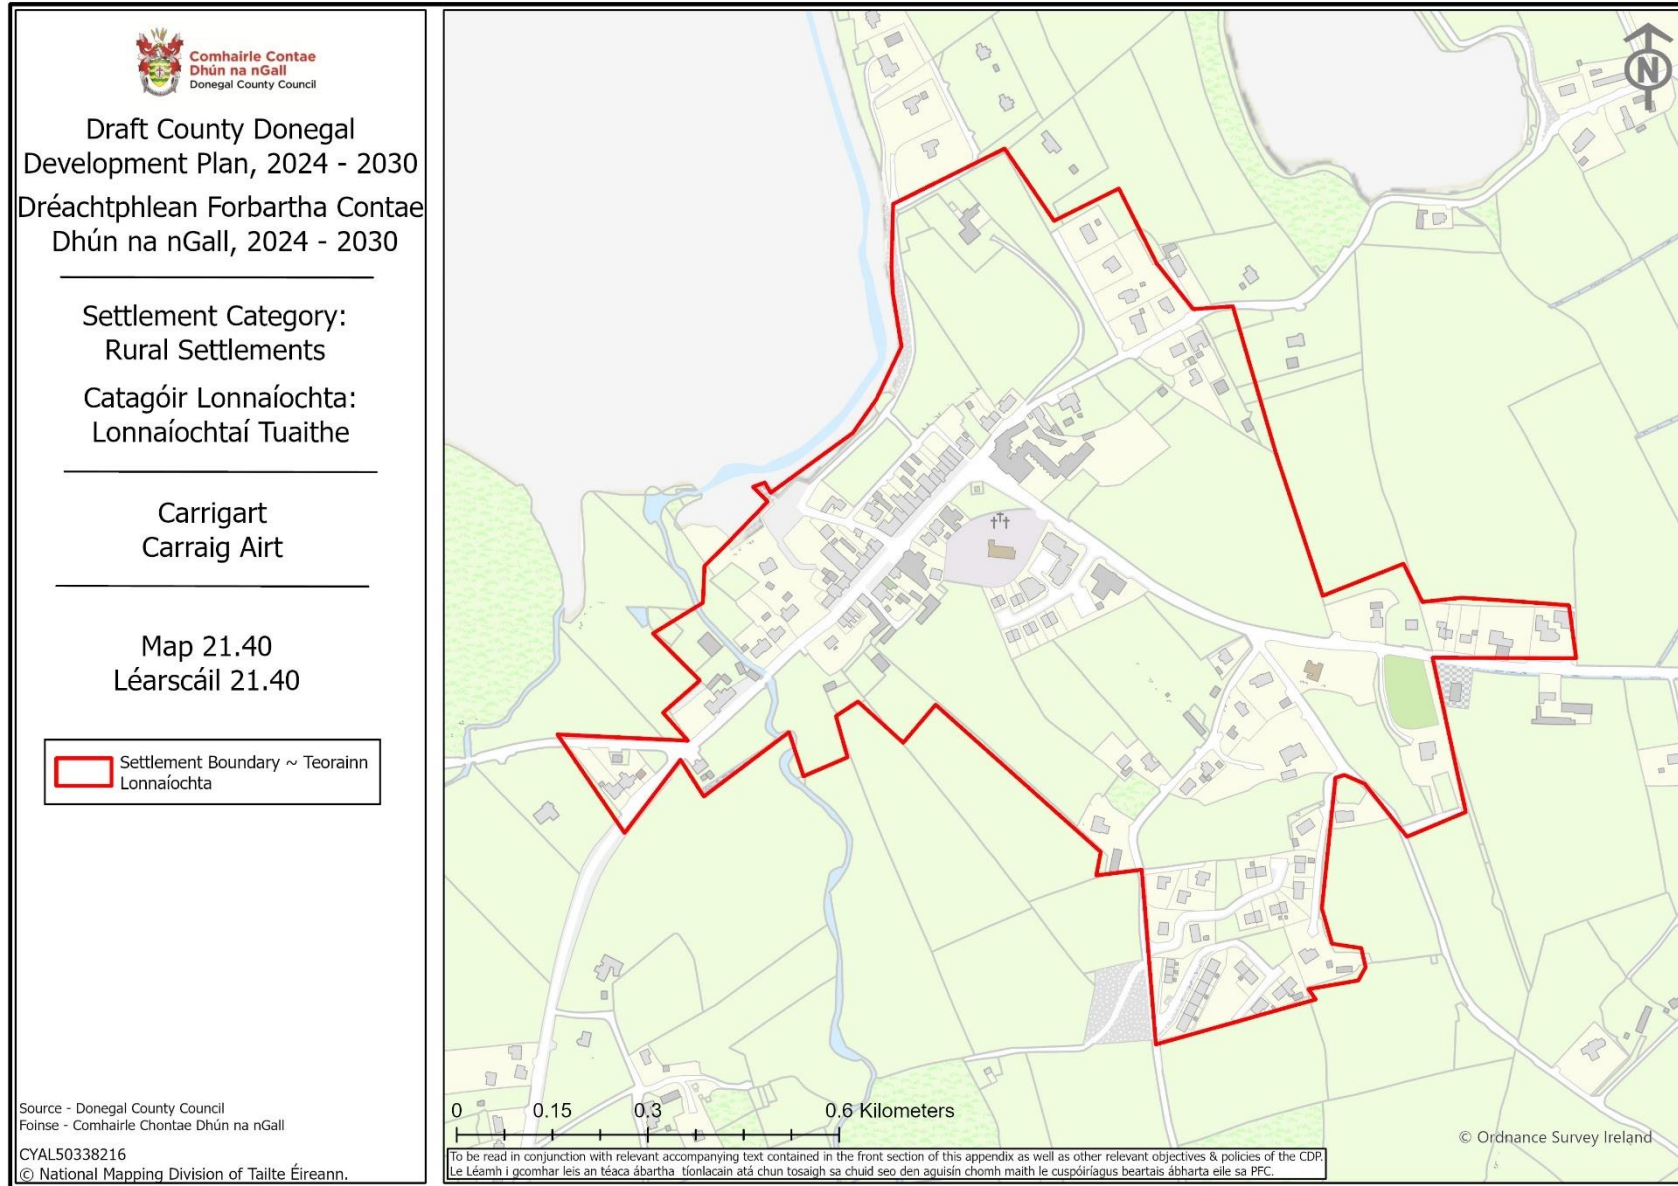 Comhairle Contae
Dhún na nGall
Donegal County Council
Draft County Donegal
Development Plan, 2024 - 2030
Dréachtphlean Forbartha Contae
Dhún na nGall, 2024 - 2030
Settlement Category:
Rural Settlements
Catagóir Lonnaíochta:
Lonnaíochtaí Tuaithe
Carrigart
Carraig Airt
Map 21.40
Léarscáil 21.40
Settlement Boundary ~ Teorainn
Lonnaíochta
Source - Donegal County Council
Foinse - Comhairle Chontae Dhún na nGall
CYAL50338216
© National Mapping Division of Tailte Éireann.
N
0 0.15 0.3 0.6 Kilometers
© Ordnance Survey Ireland
To be read in conjunction with relevant accompanying text contained in the front section of this appendix as well as other relevant objectives & policies of the CDP.
Le Léamh i gcomhar leis an téaca ábartha tíonlacain atá chun tosaigh sa chuid seo den aguisín chomh maith le cuspóiríagus beartais ábharta eile sa PFC.